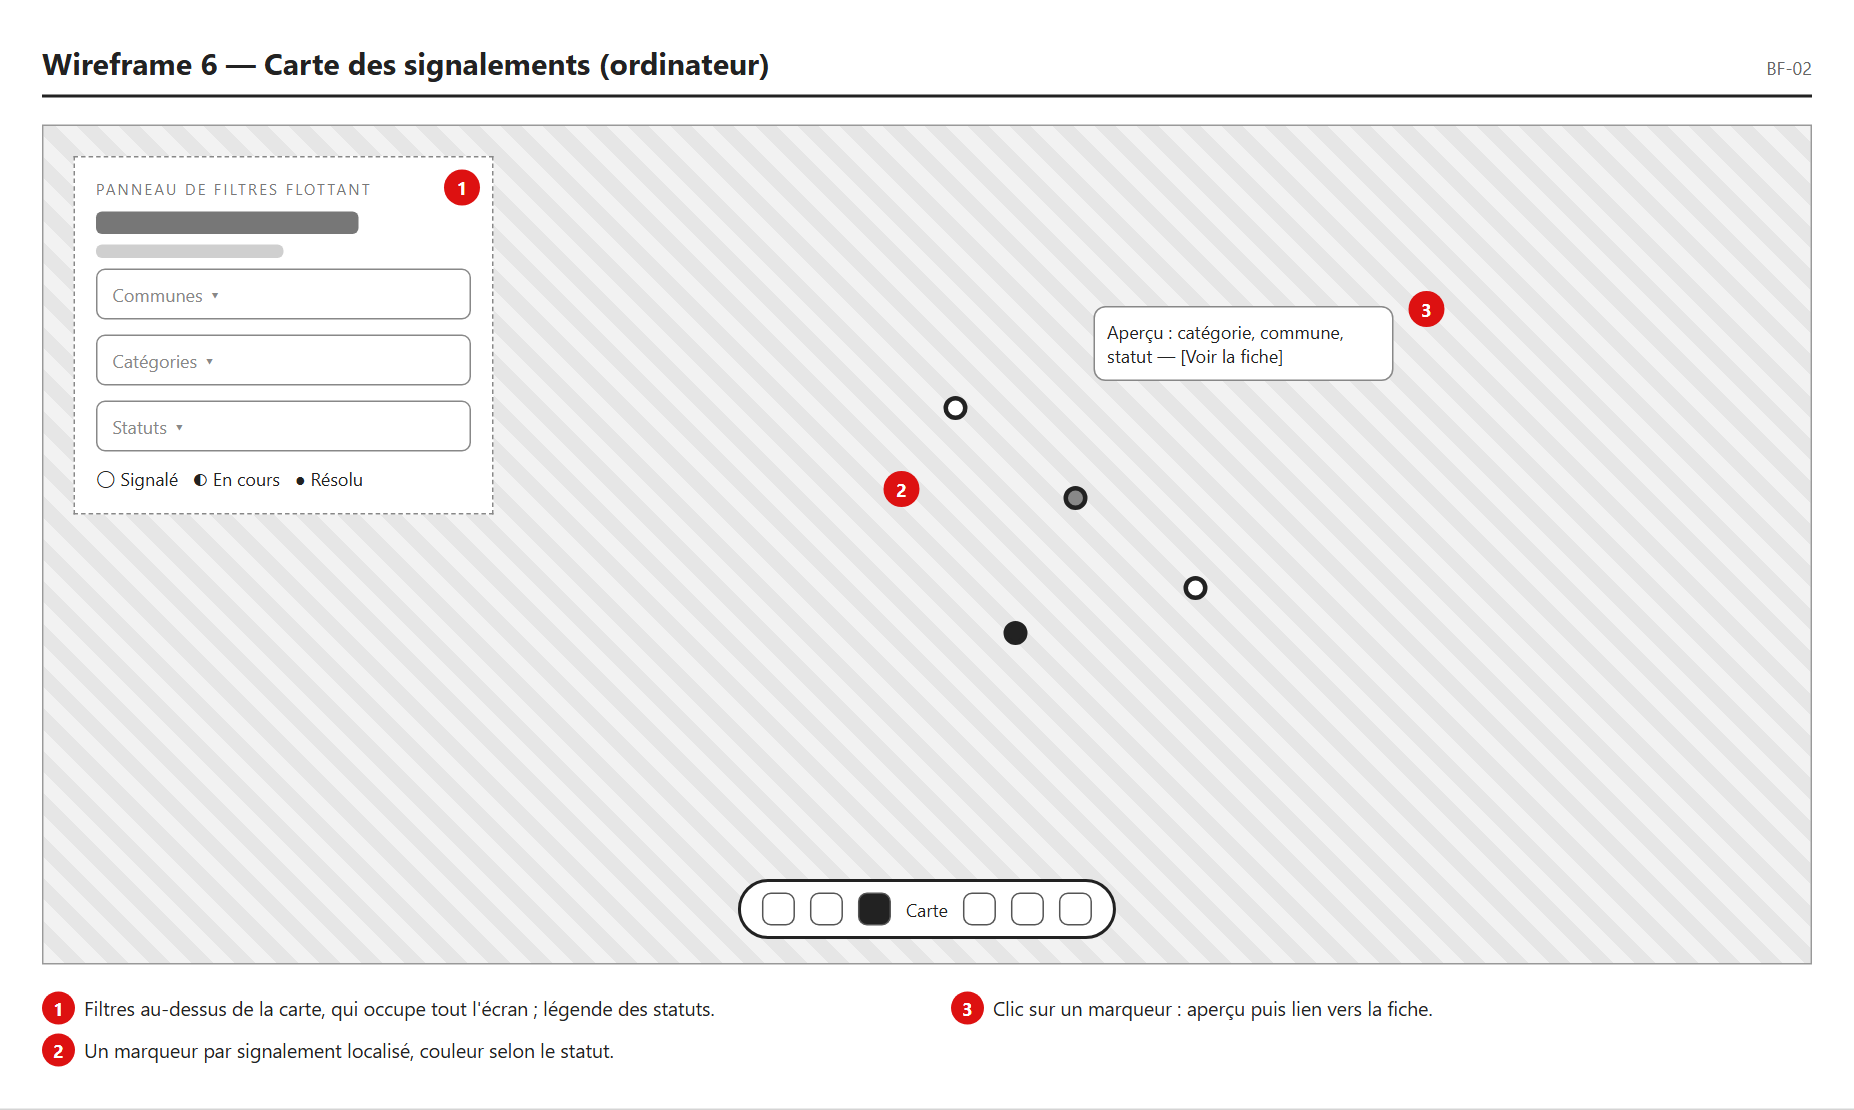 Wireframe 6 — Carte des signalements (ordinateur)
BF-02
PANNEAU DE FILTRES FLOTTANT
1
Communes ▾
Catégories ▾
Statuts ▾
◯ Signalé ◐ En cours ● Résolu
3
Aperçu : catégorie, commune,
statut — [Voir la fiche]
2
Carte
1 Filtres au-dessus de la carte, qui occupe tout l'écran ; légende des statuts.
2 Un marqueur par signalement localisé, couleur selon le statut.
3 Clic sur un marqueur : aperçu puis lien vers la fiche.